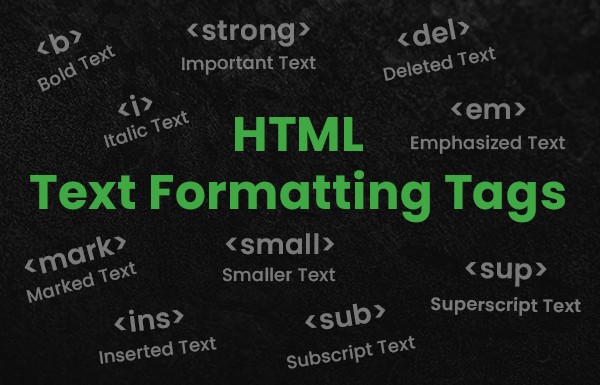 <b>
Bold Text
<strong>
Important Text
<del>
Deleted Text
<i>
Italic Text
<em>
Emphasized Text
HTML
Text Formatting Tags
<mark>
Marked Text
<small>
Smaller Text
<sup>
Superscript Text
<ins>
Inserted Text
<sub>
Subscript Text